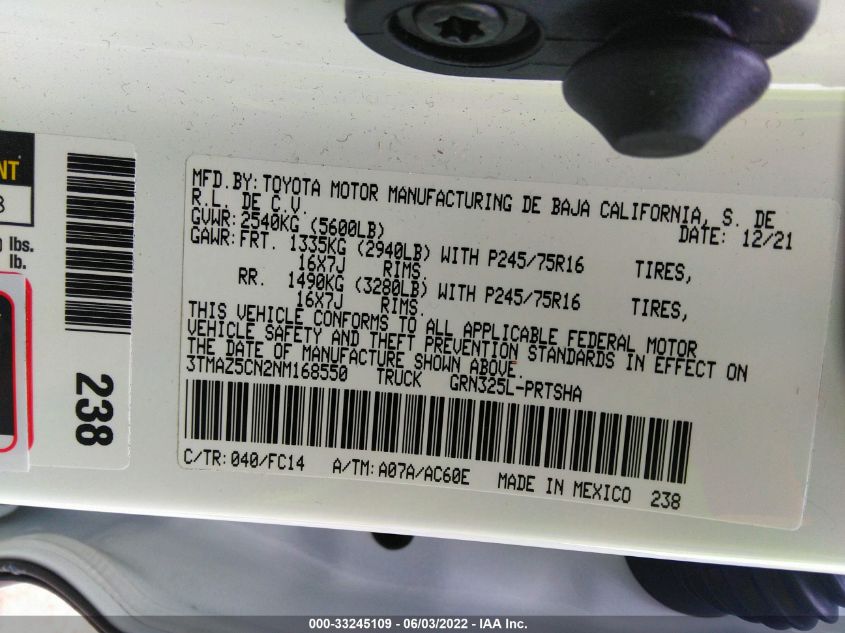 NT
8
lbs.
lb.
238
MFD.BY: TOYOTA MOTOR MANUFACTURING DE BAJA CALIFORNIA, S. DE
R.L. DE C.V.
DATE: 12/21
GVWR: 2540KG (5600LB)
GAWR: FRT. 1335KG (2940LB) WITH P245/75R16 TIRES,
16X7J RIMS.
RR. 1490KG (3280LB) WITH P245/75R16 TIRES,
16X7J RIMS.
THIS VEHICLE CONFORMS TO ALL APPLICABLE FEDERAL MOTOR
VEHICLE SAFETY AND THEFT PREVENTION STANDARDS IN EFFECT ON
THE DATE OF MANUFACTURE SHOWN ABOVE.
3TMAZ5CN2NM168550 TRUCK GRN325L-PRTSHA
C/TR: 040/FC14 A/TM: A07A/AC60E MADE IN MEXICO 238
000-33245109 - 06/03/2022 - IAA Inc.